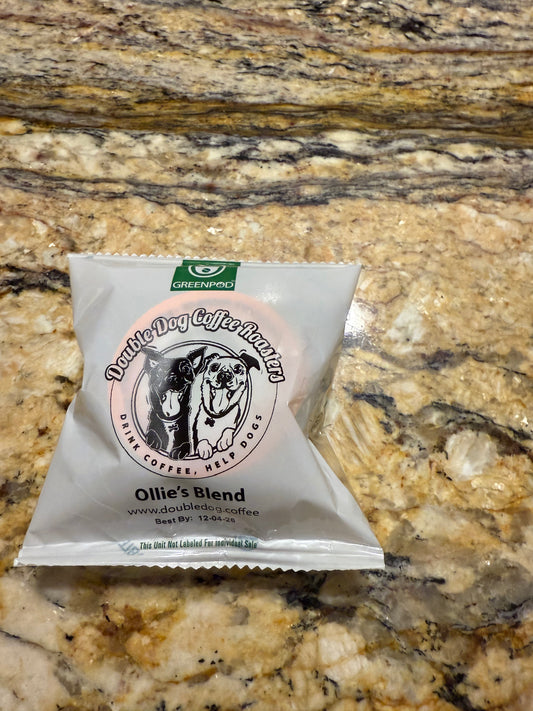 GREENPOD
Double Dog Coffee Roasters
DRINK COFFEE, HELP DOGS
Ollie's Blend
www.doubledog.coffee
Best By: 12-04-26
This Unit Not Labeled For Individual Sale